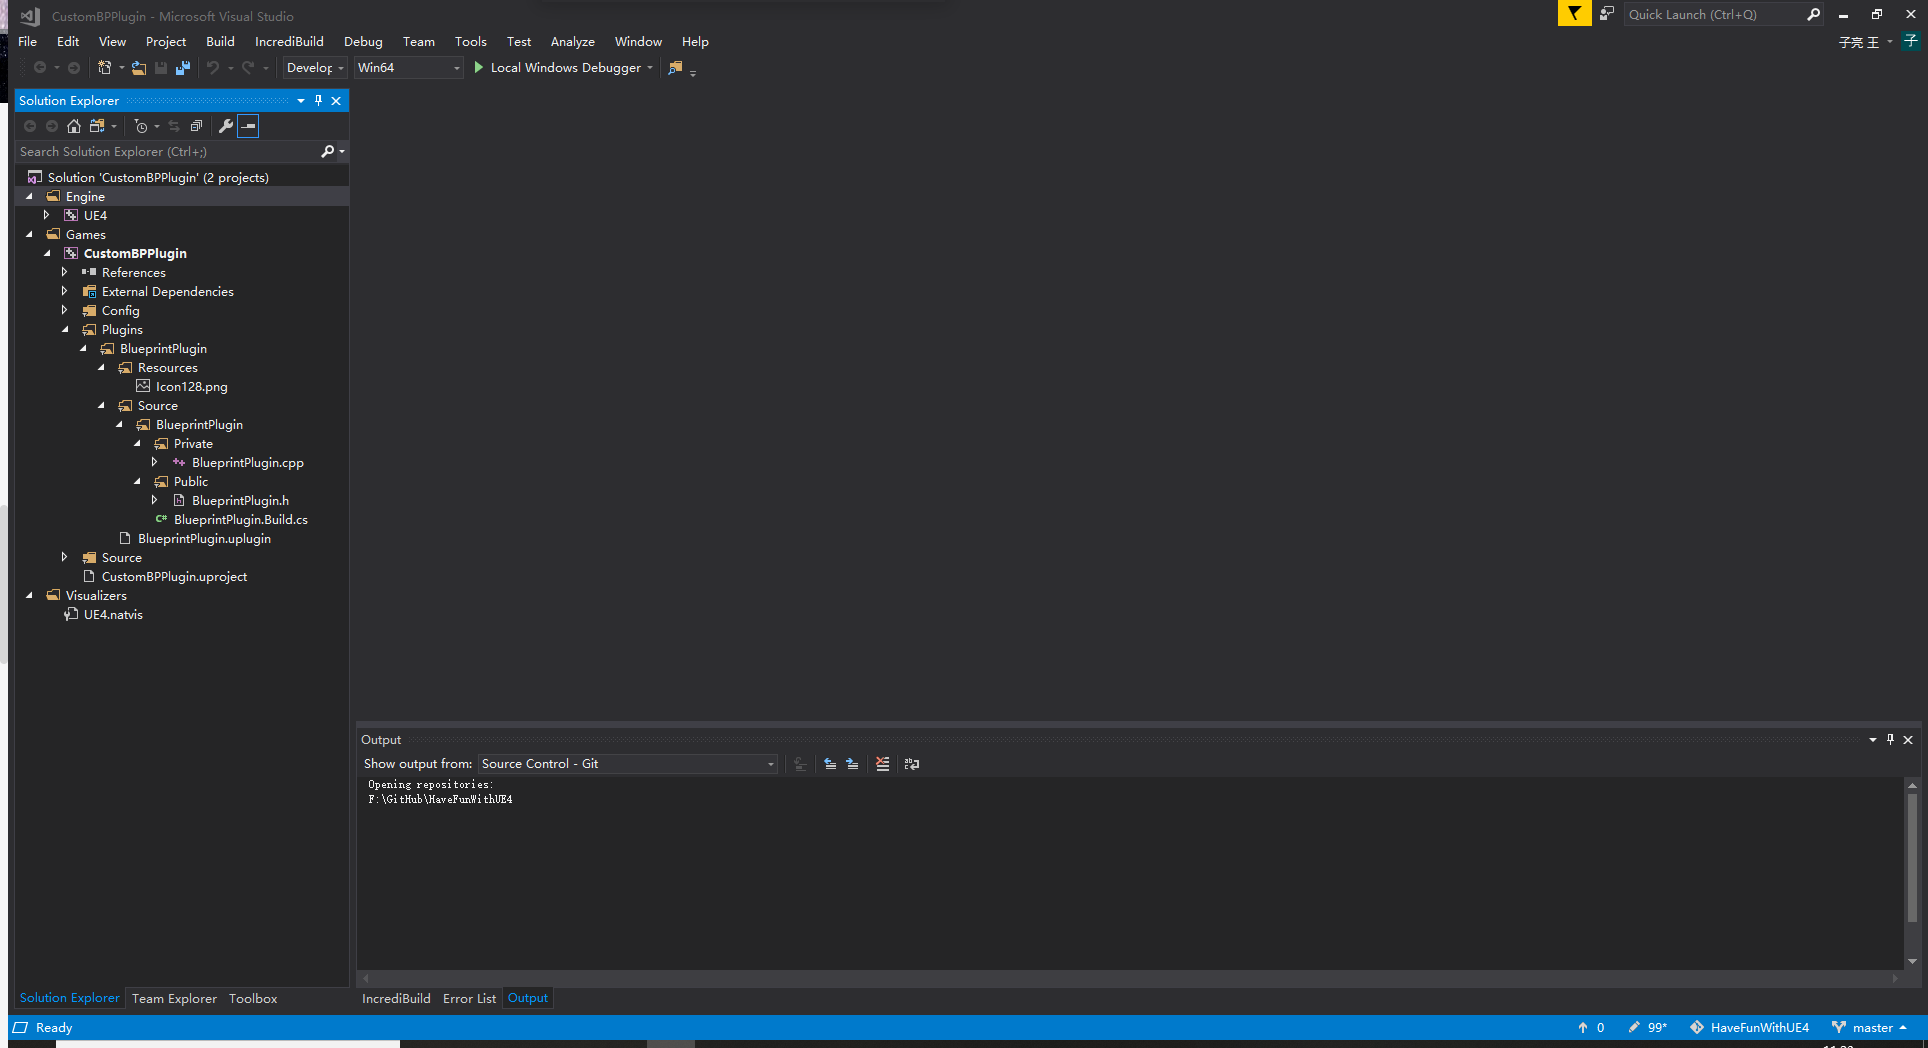 CustomBPPlugin - Microsoft Visual Studio
Quick Launch (Ctrl+Q)
File Edit View Project Build IncrediBuild Debug Team Tools Test Analyze Window Help
子亮 王 子
Develop Win64 Local Windows Debugger
Solution Explorer
Search Solution Explorer (Ctrl+;)
Solution 'CustomBPPlugin' (2 projects)
Engine
UE4
Games
CustomBPPlugin
References
External Dependencies
Config
Plugins
BlueprintPlugin
Resources
Icon128.png
Source
BlueprintPlugin
Private
BlueprintPlugin.cpp
Public
BlueprintPlugin.h
BlueprintPlugin.Build.cs
BlueprintPlugin.uplugin
Source
CustomBPPlugin.uproject
Visualizers
UE4.natvis
Output
Show output from: Source Control - Git
Opening repositories:
F:\GitHub\HaveFunWithUE4
Solution Explorer Team Explorer Toolbox
IncrediBuild Error List Output
Ready
0 99* HaveFunWithUE4 master